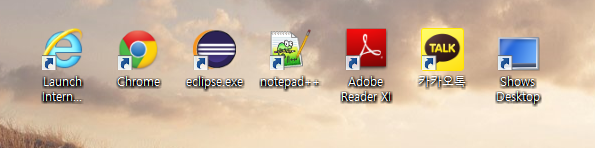 TALK
Launch
Intern...
Chrome
eclipse.exe
notepad++
Adobe
Reader XI
카카오톡
Shows
Desktop